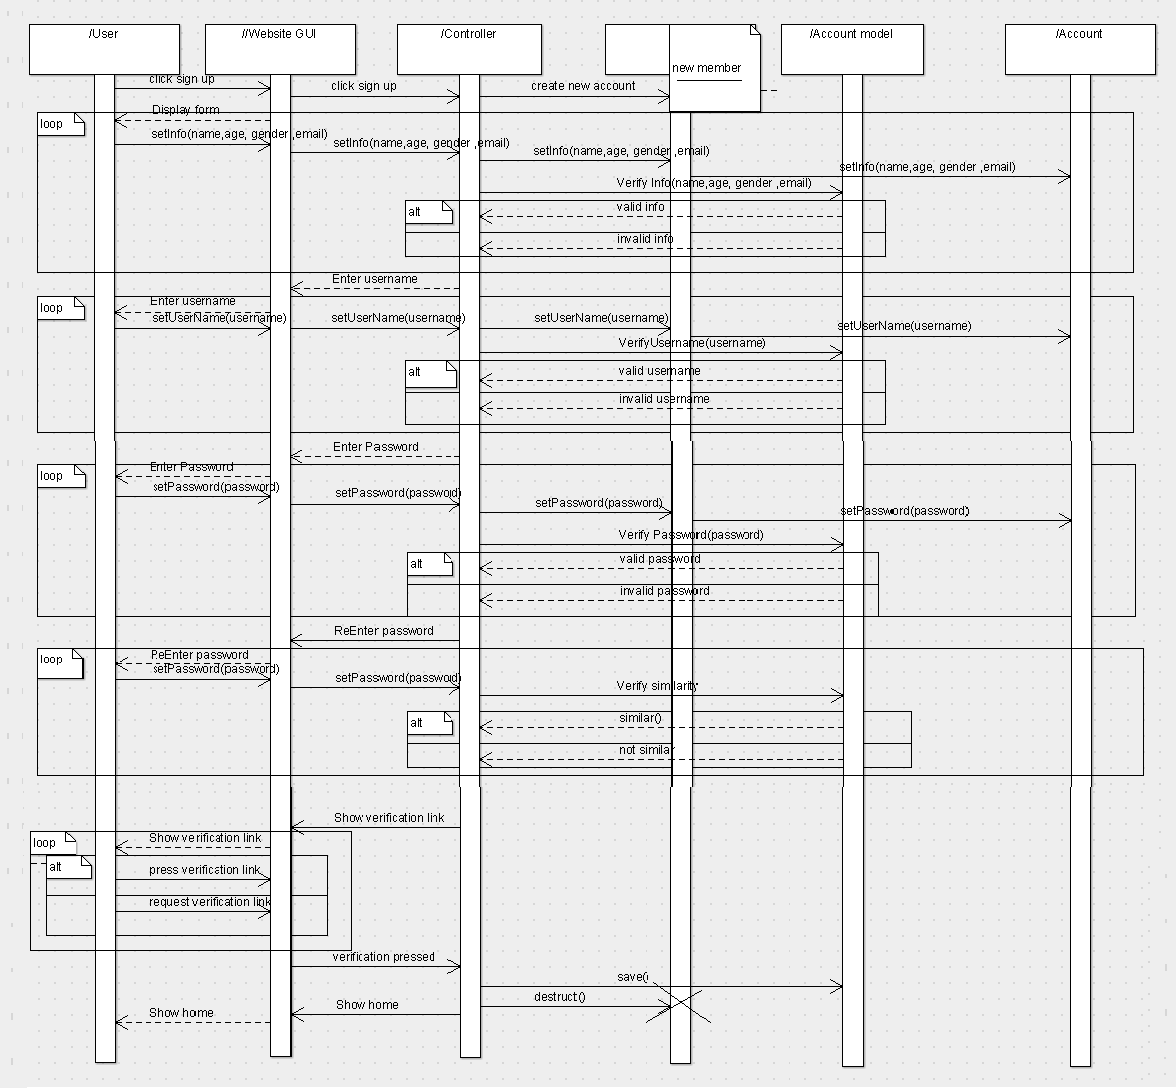 /User
//Website GUI
/Controller
new member
/Account model
/Account
click sign up
click sign up
create new account
loop
Display form
setInfo(name,age, gender ,email)
setInfo(name,age, gender ,email)
setInfo(name,age, gender ,email)
setInfo(name,age, gender ,email)
Verify Info(name,age, gender ,email)
alt
valid info
invalid info
Enter username
loop
Enter username
setUserName(username)
setUserName(username)
setUserName(username)
setUserName(username)
VerifyUsername(username)
alt
valid username
invalid username
Enter Password
loop
Enter Password
setPassword(password)
setPassword(password)
setPassword(password)
setPassword(password)
Verify Password(password)
alt
valid password
invalid password
ReEnter password
loop
ReEnter password
setPassword(password)
setPassword(password)
Verify similarity
alt
similar()
not similar
Show verification link
loop
Show verification link
alt
press verification link
request verification link
verification pressed
save()
destruct()
Show home
Show home